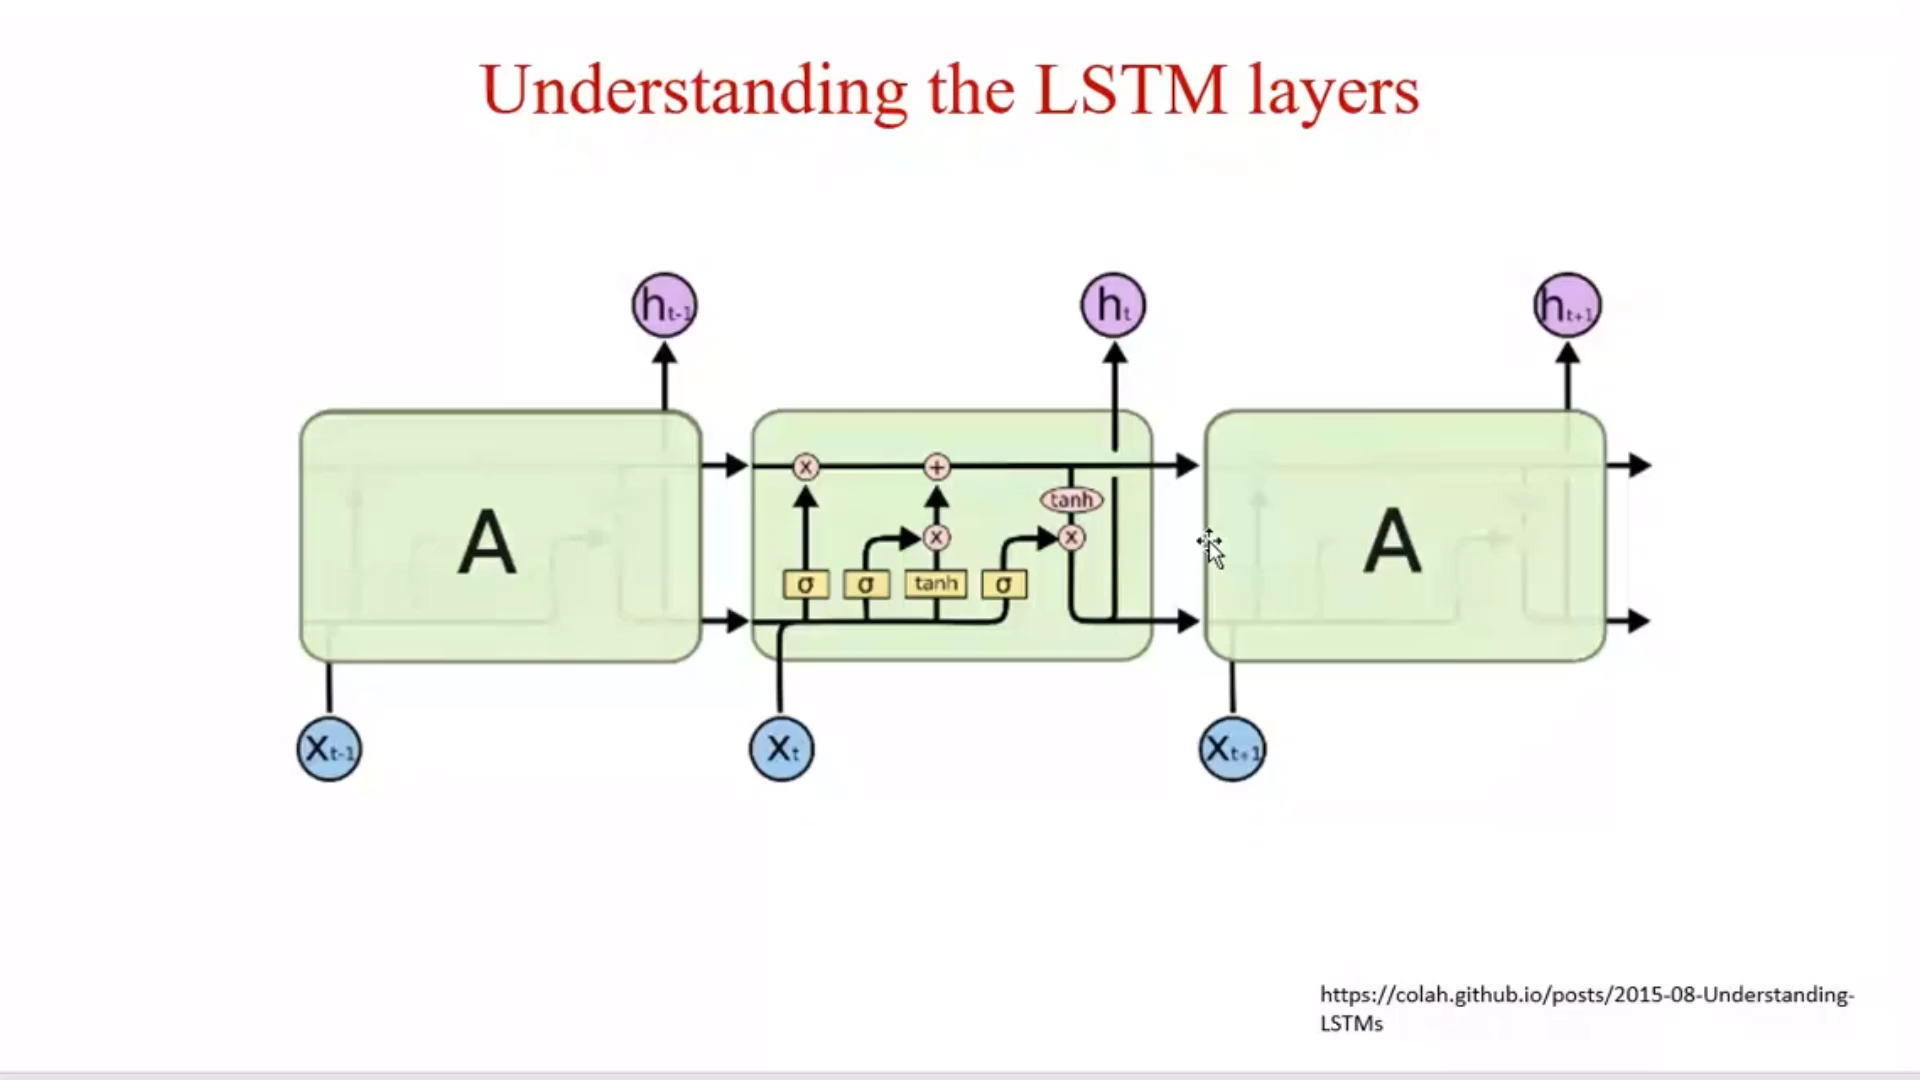 Understanding the LSTM layers
ht-1
ht
ht+1
A
x
+
tanh
x
x
σ
σ
tanh
σ
A
Xt-1
Xt
Xt+1
https://colah.github.io/posts/2015-08-Understanding-
LSTMs